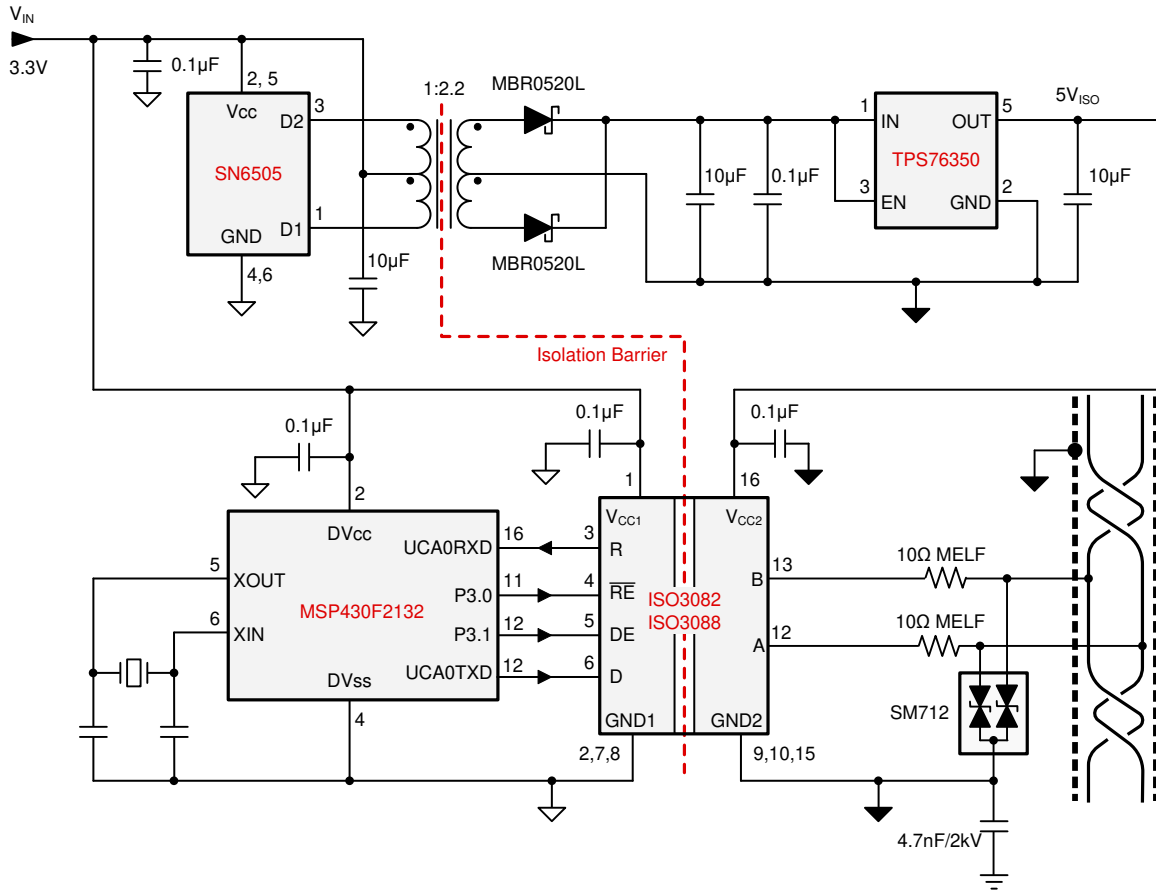 VIN
3.3V
0.1µF
2, 5
Vcc
D2
3
SN6505
D1
1
GND
4,6
10µF
1:2.2
MBR0520L
MBR0520L
10µF
0.1µF
1
IN
OUT
5
5VISO
TPS76350
3
EN
GND
2
10µF
Isolation Barrier
0.1µF
2
DVcc
5
XOUT
6
XIN
MSP430F2132
DVss
4
UCA0RXD
16
P3.0
11
P3.1
12
UCA0TXD
12
0.1µF
1
VCC1
3
R
4
RE
5
DE
6
D
GND1
2,7,8
ISO3082
ISO3088
0.1µF
16
VCC2
B
13
A
12
GND2
9,10,15
10Ω MELF
10Ω MELF
SM712
4.7nF/2kV